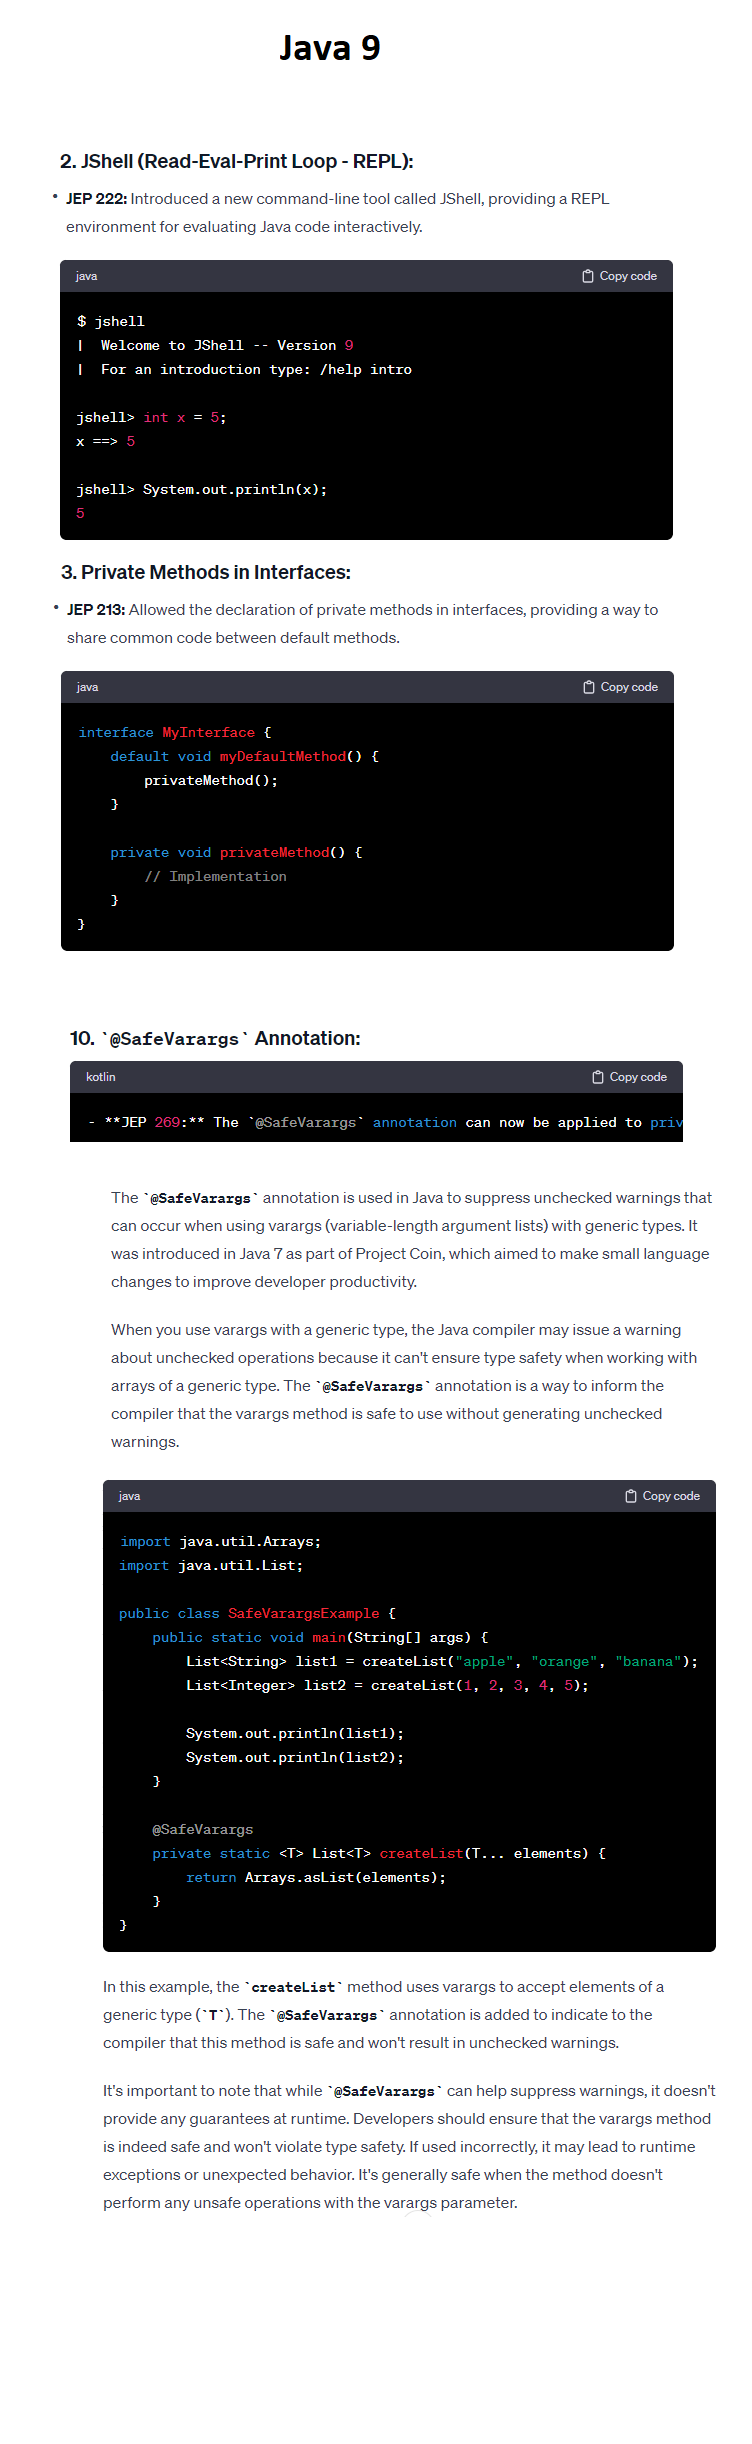 Java 9
2. JShell (Read-Eval-Print Loop - REPL):
• JEP 222: Introduced a new command-line tool called JShell, providing a REPL
environment for evaluating Java code interactively.
java Copy code
$ jshell
|  Welcome to JShell -- Version 9
|  For an introduction type: /help intro
jshell> int x = 5;
x ==> 5
jshell> System.out.println(x);
5
3. Private Methods in Interfaces:
• JEP 213: Allowed the declaration of private methods in interfaces, providing a way to
share common code between default methods.
java Copy code
interface MyInterface {
    default void myDefaultMethod() {
        privateMethod();
    }
    private void privateMethod() {
        // Implementation
    }
}
10. `@SafeVarargs` Annotation:
kotlin Copy code
- **JEP 269:** The `@SafeVarargs` annotation can now be applied to priv
The `@SafeVarargs` annotation is used in Java to suppress unchecked warnings that
can occur when using varargs (variable-length argument lists) with generic types. It
was introduced in Java 7 as part of Project Coin, which aimed to make small language
changes to improve developer productivity.
When you use varargs with a generic type, the Java compiler may issue a warning
about unchecked operations because it can't ensure type safety when working with
arrays of a generic type. The `@SafeVarargs` annotation is a way to inform the
compiler that the varargs method is safe to use without generating unchecked
warnings.
java Copy code
import java.util.Arrays;
import java.util.List;
public class SafeVarargsExample {
    public static void main(String[] args) {
        List<String> list1 = createList("apple", "orange", "banana");
        List<Integer> list2 = createList(1, 2, 3, 4, 5);
        System.out.println(list1);
        System.out.println(list2);
    }
    @SafeVarargs
    private static <T> List<T> createList(T... elements) {
        return Arrays.asList(elements);
    }
}
In this example, the `createList` method uses varargs to accept elements of a
generic type (`T`). The `@SafeVarargs` annotation is added to indicate to the
compiler that this method is safe and won't result in unchecked warnings.
It's important to note that while `@SafeVarargs` can help suppress warnings, it doesn't
provide any guarantees at runtime. Developers should ensure that the varargs method
is indeed safe and won't violate type safety. If used incorrectly, it may lead to runtime
exceptions or unexpected behavior. It's generally safe when the method doesn't
perform any unsafe operations with the varargs parameter.